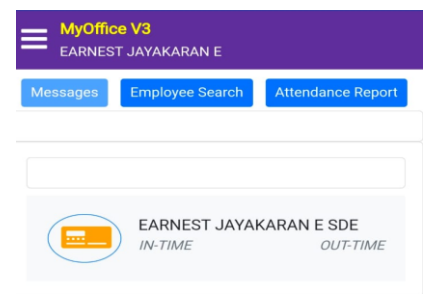 MyOffice V3
EARNEST JAYAKARAN E
Messages Employee Search Attendance Report
EARNEST JAYAKARAN E SDE
IN-TIME OUT-TIME